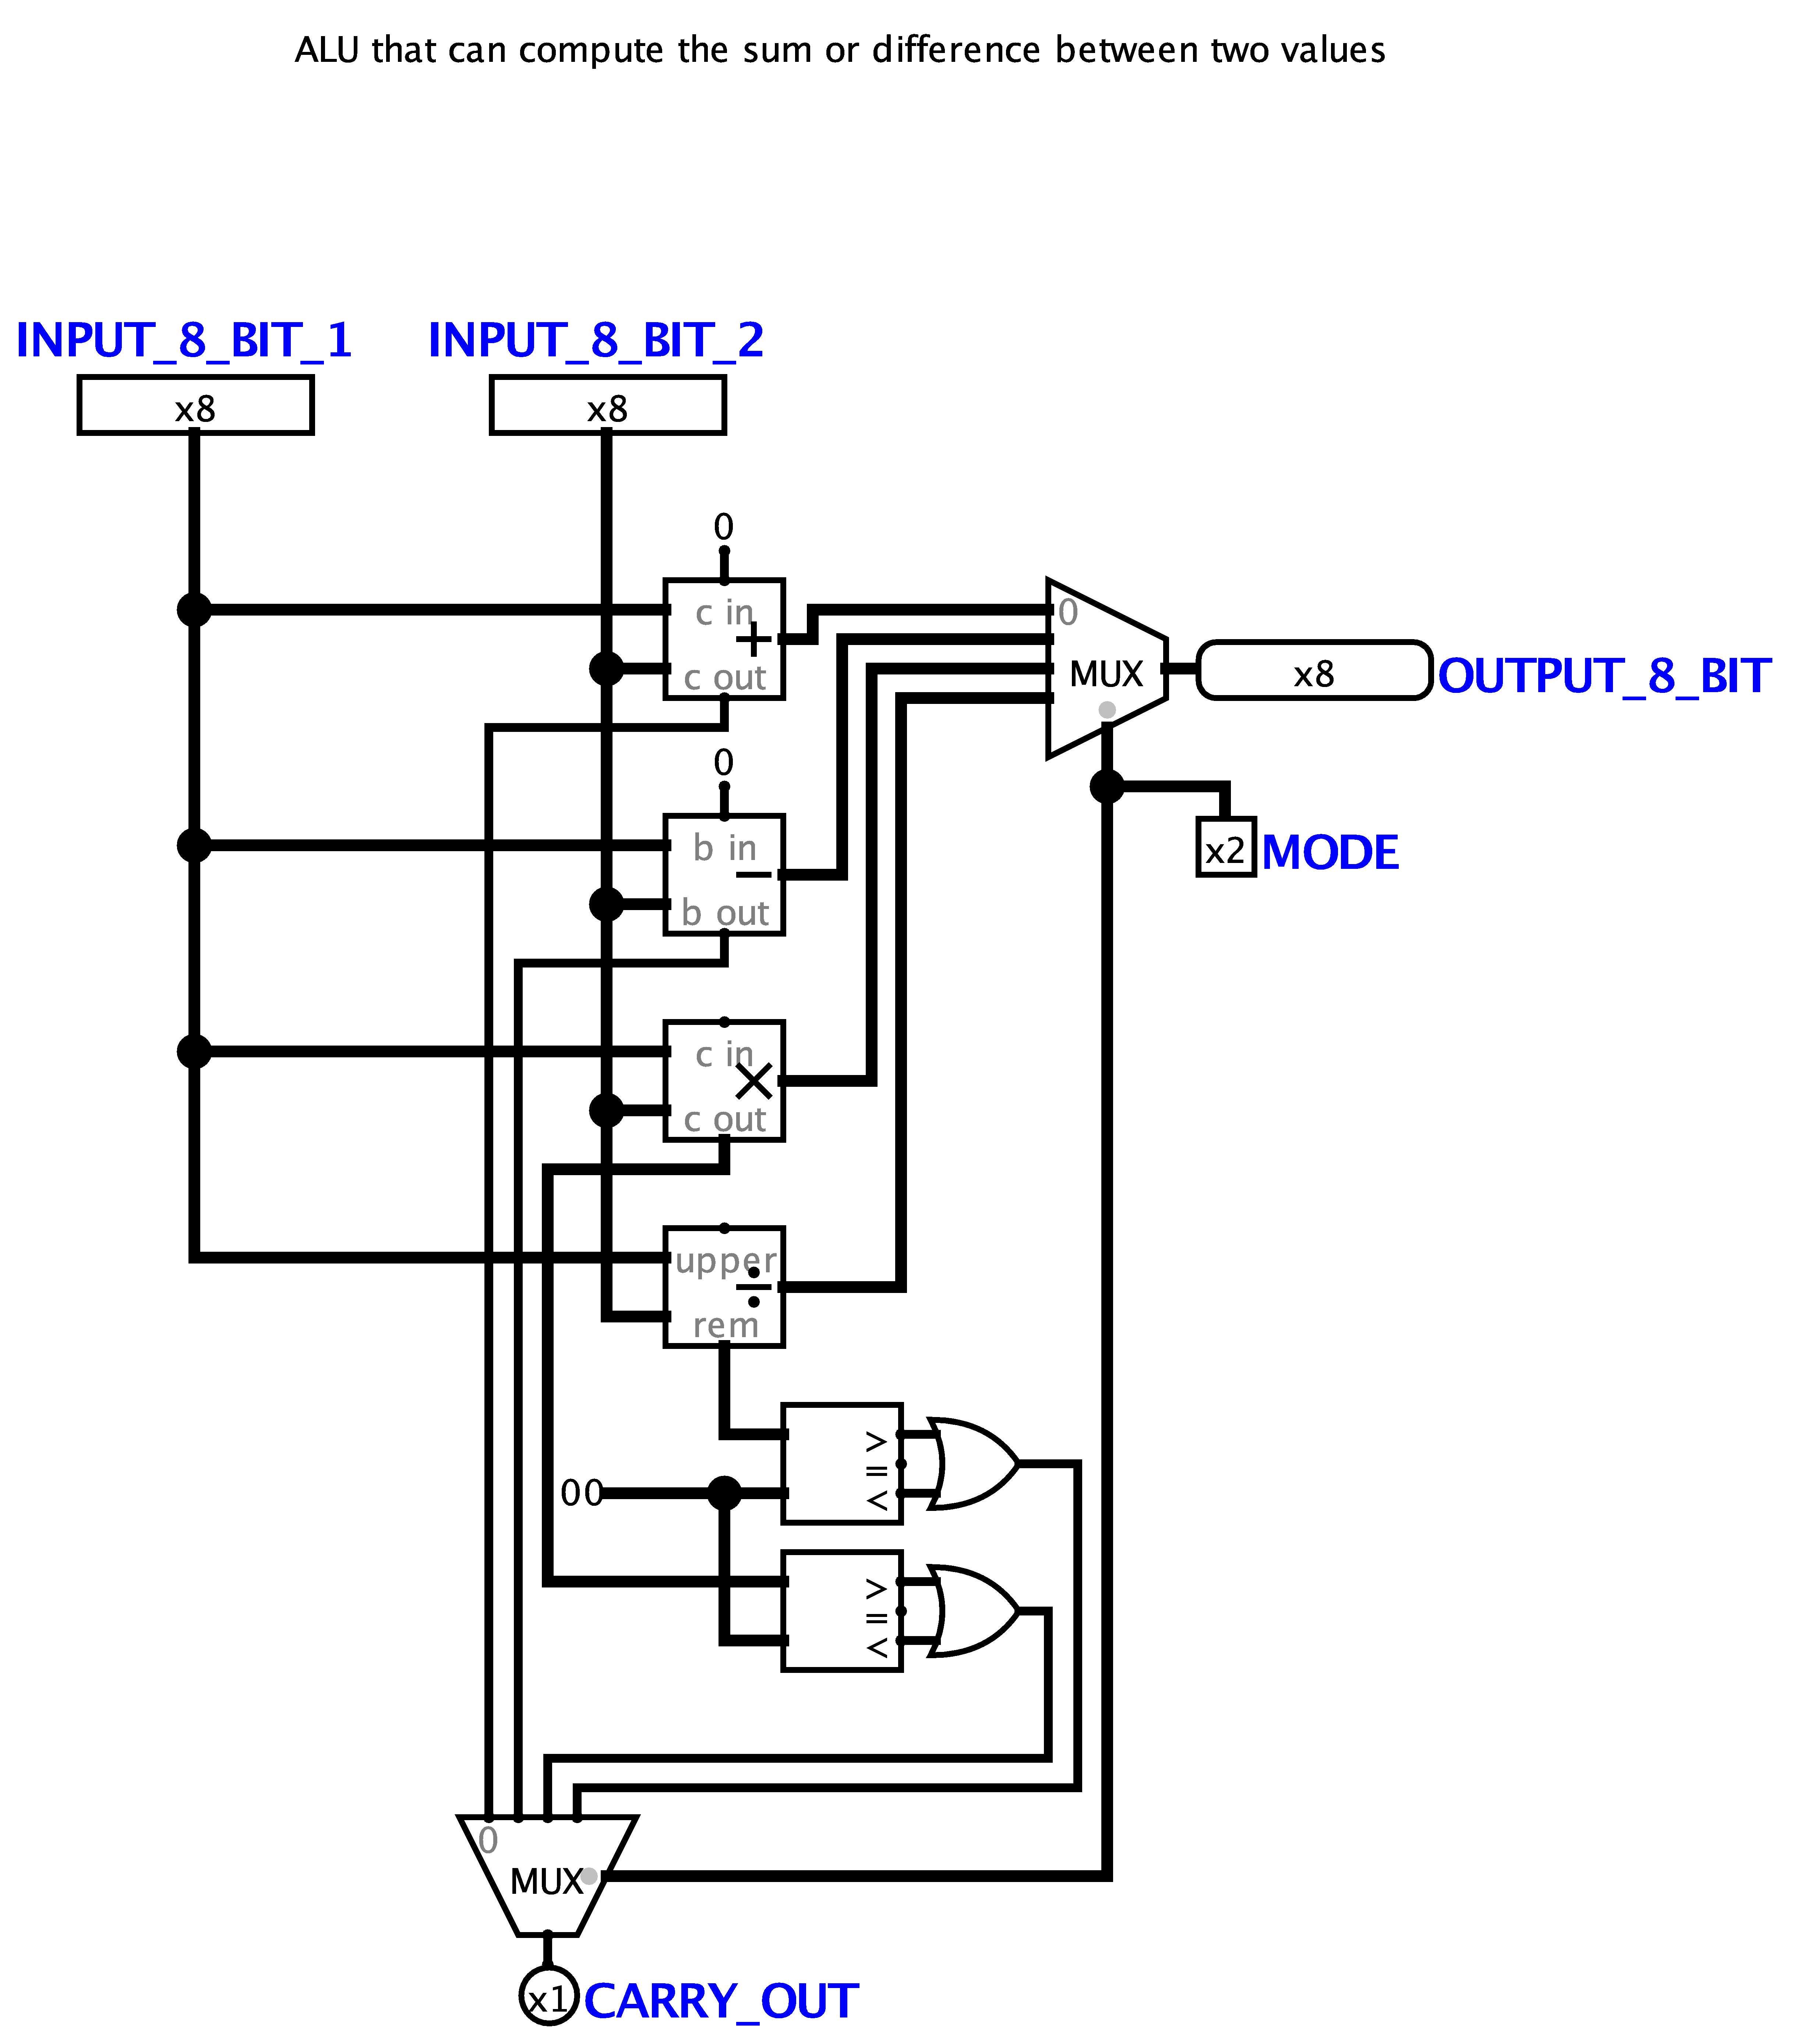 ALU that can compute the sum or difference between two values
INPUT_8_BIT_1
INPUT_8_BIT_2
x8
x8
0
c in
+
c out
0
MUX
x8
OUTPUT_8_BIT
0
b in
−
b out
x2
MODE
c in
×
c out
upper
÷
rem
>
=
<
00
>
=
<
0
MUX
x1
CARRY_OUT